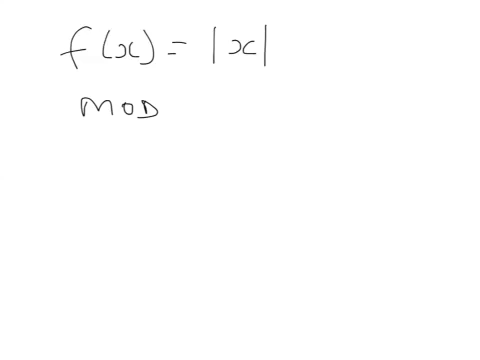 f(x) = |x|
MOD